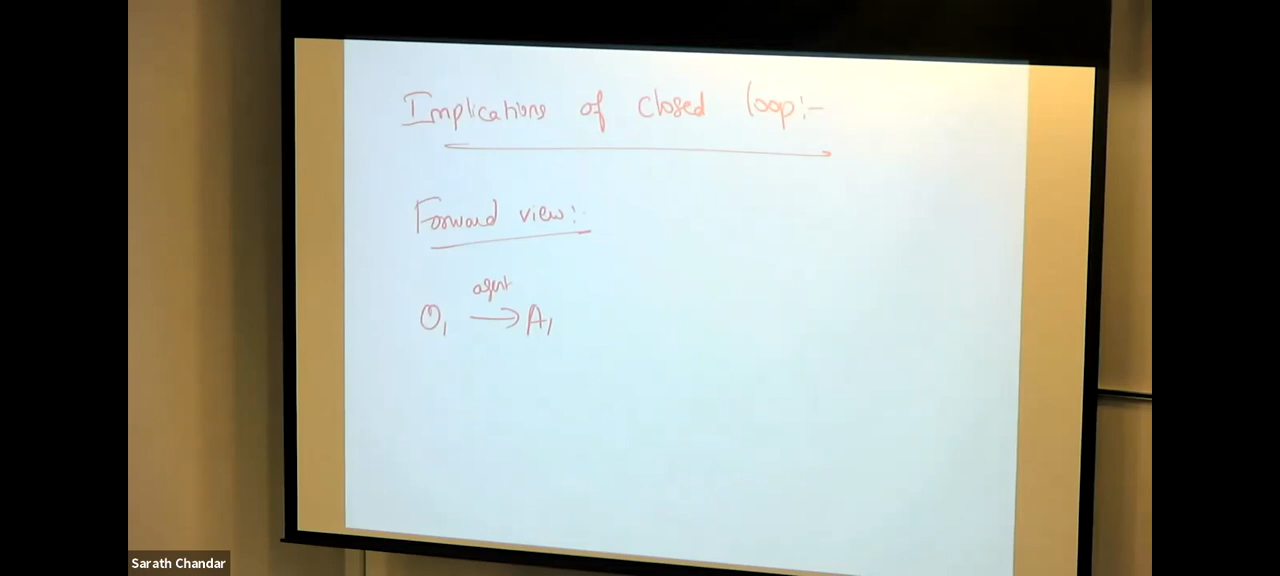 Implications of closed loop:-
Forward view:-
agent
O1 → A1
Sarath Chandar